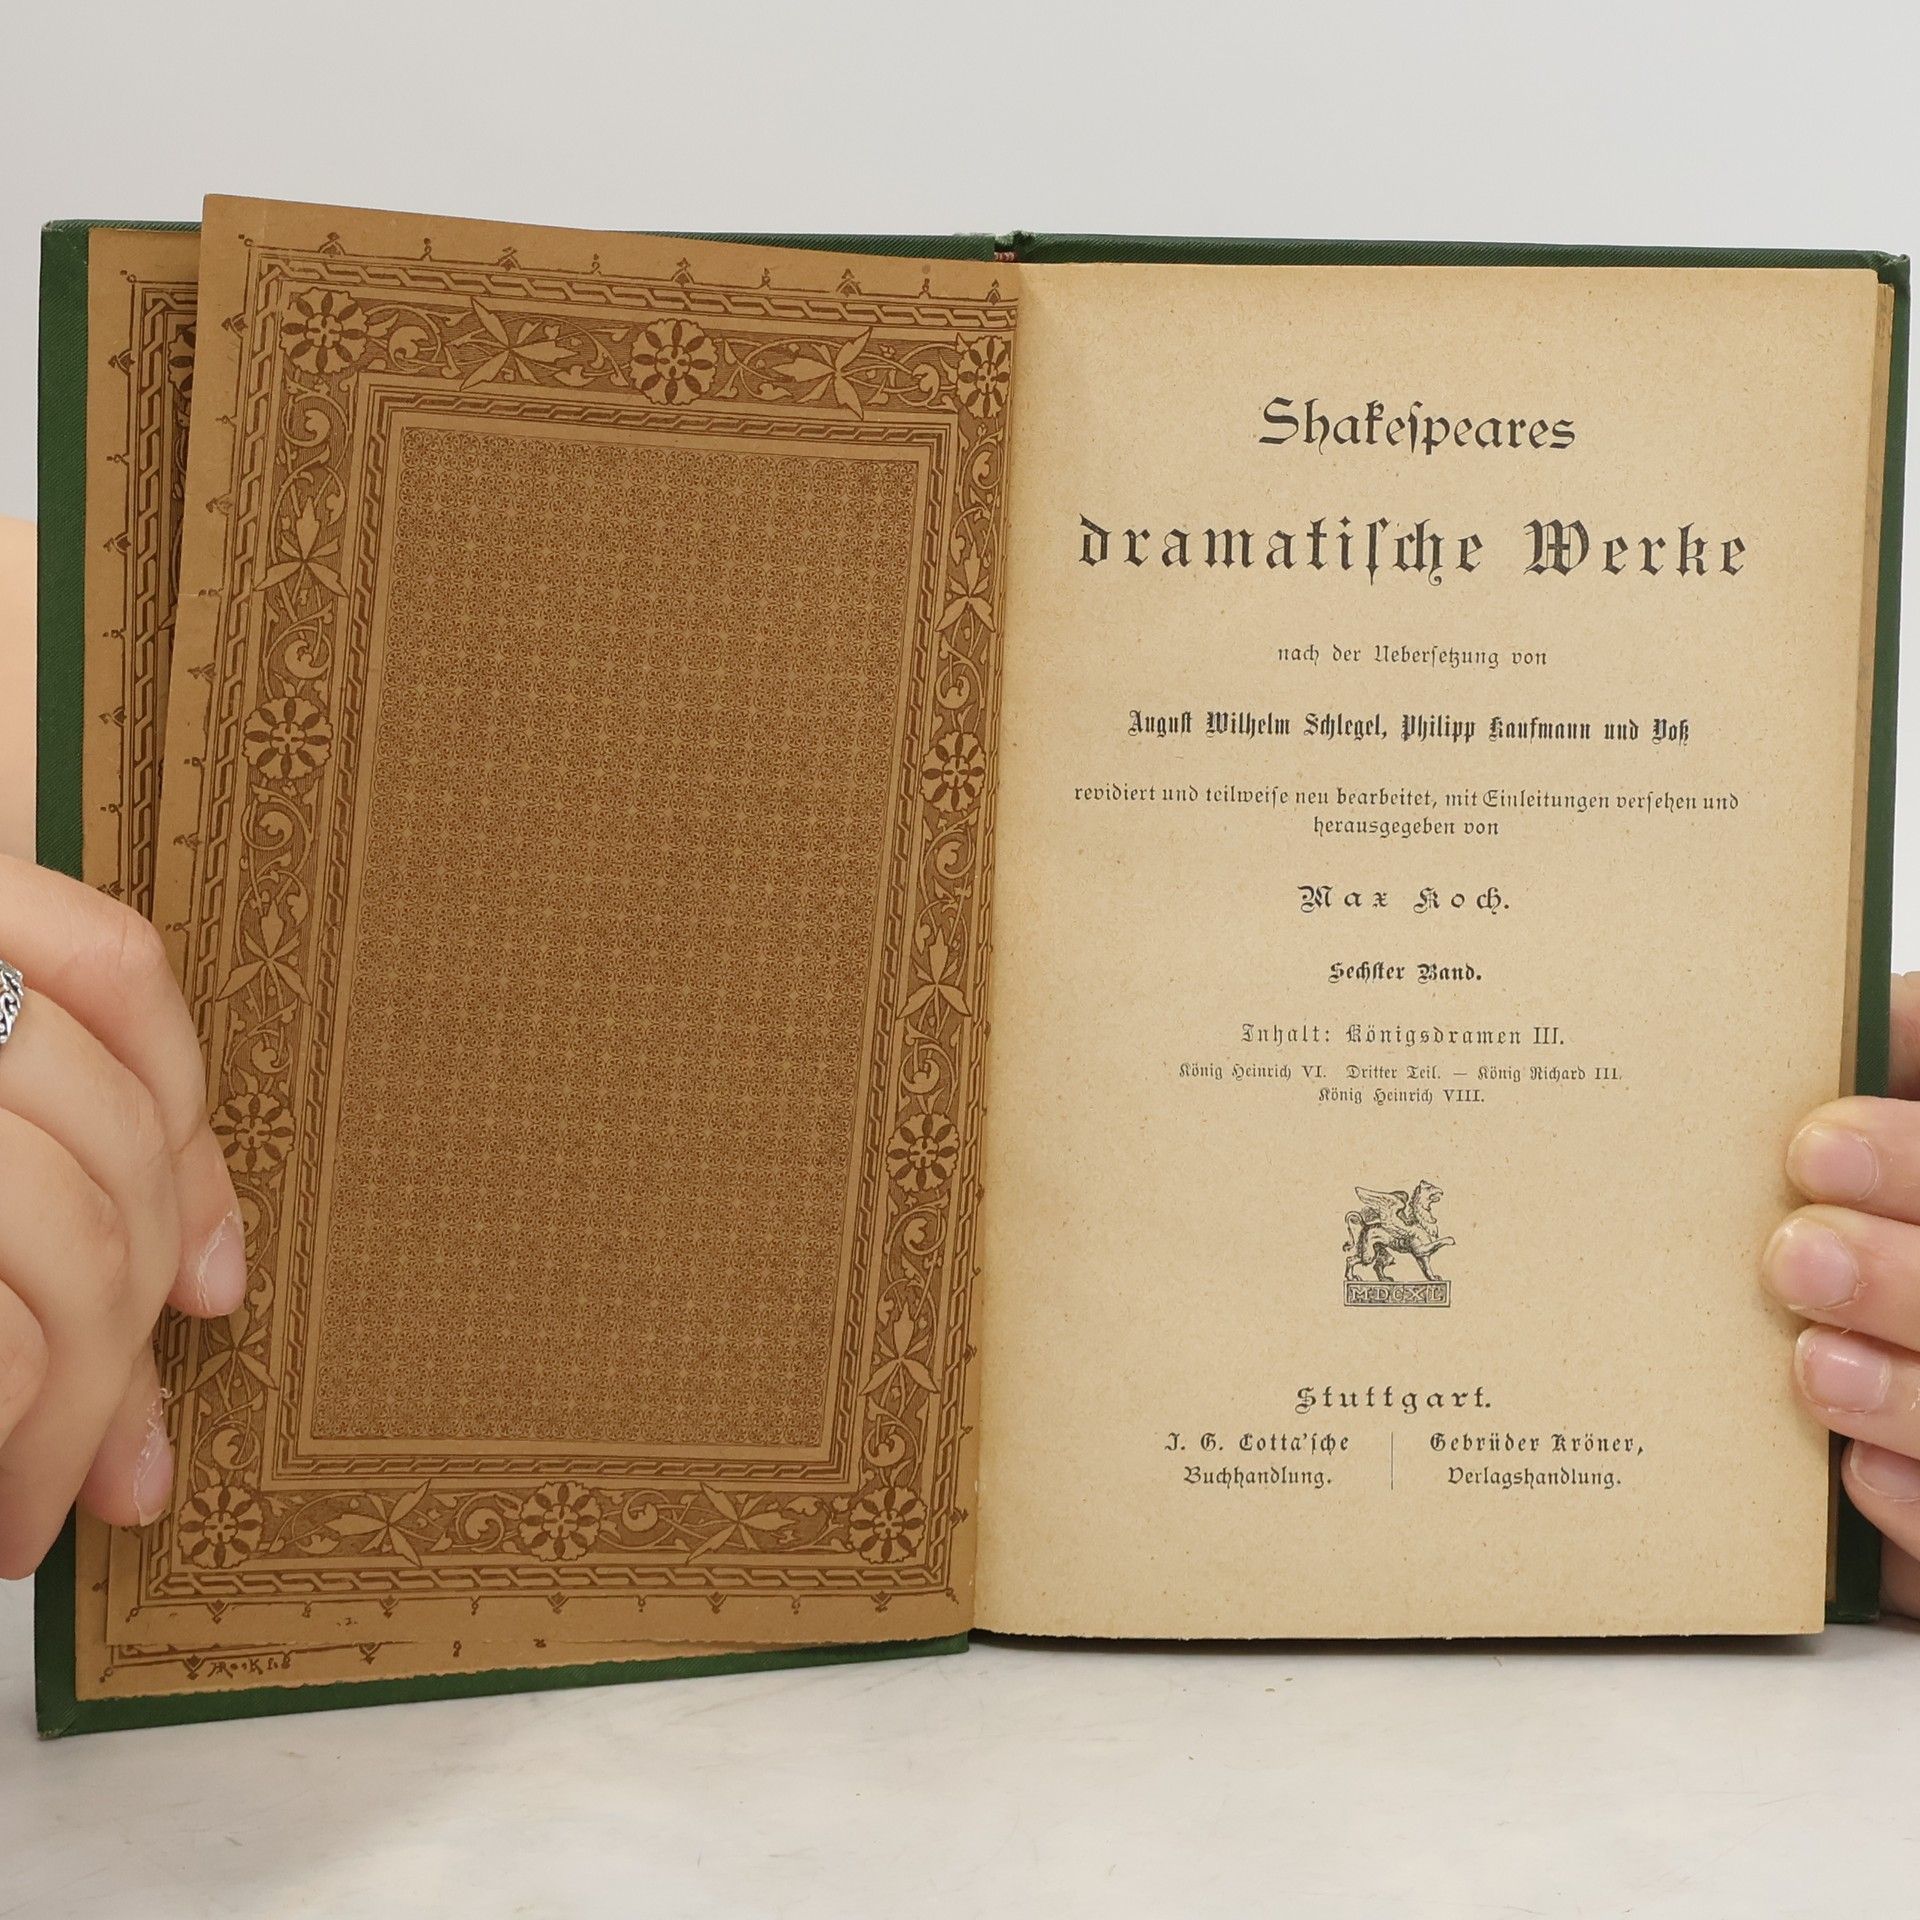 Shakeſpeares
dramatiſche Werke
nach der Ueberſetzung von
Auguſt Wilhelm Schlegel, Philipp Kaufmann und Voß
revidiert und teilweiſe neu bearbeitet, mit Einleitungen verſehen und
herausgegeben von
Max Koch.
Sechſter Band.
Inhalt: Königsdramen III.
König Heinrich VI. Dritter Teil. — König Richard III.
König Heinrich VIII.
MDCXL
Stuttgart.
J. G. Cotta'ſche
Buchhandlung.
Gebrüder Kröner,
Verlagshandlung.